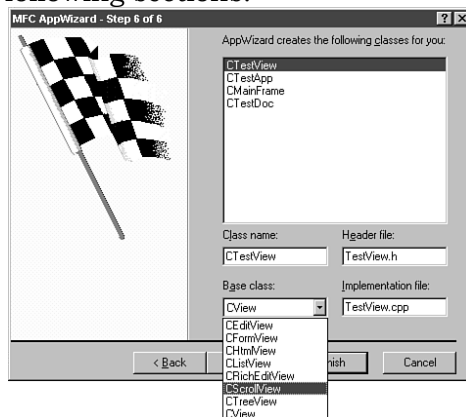 following sections.
MFC AppWizard - Step 6 of 6
AppWizard creates the following classes for you:
CTestView
CTestApp
CMainFrame
CTestDoc
Class name:
Header file:
CTestView
TestView.h
Base class:
Implementation file:
CView
TestView.cpp
CEditView
CFormView
CHtmlView
CListView
CRichEditView
CScrollView
CTreeView
CView
< Back
Cancel